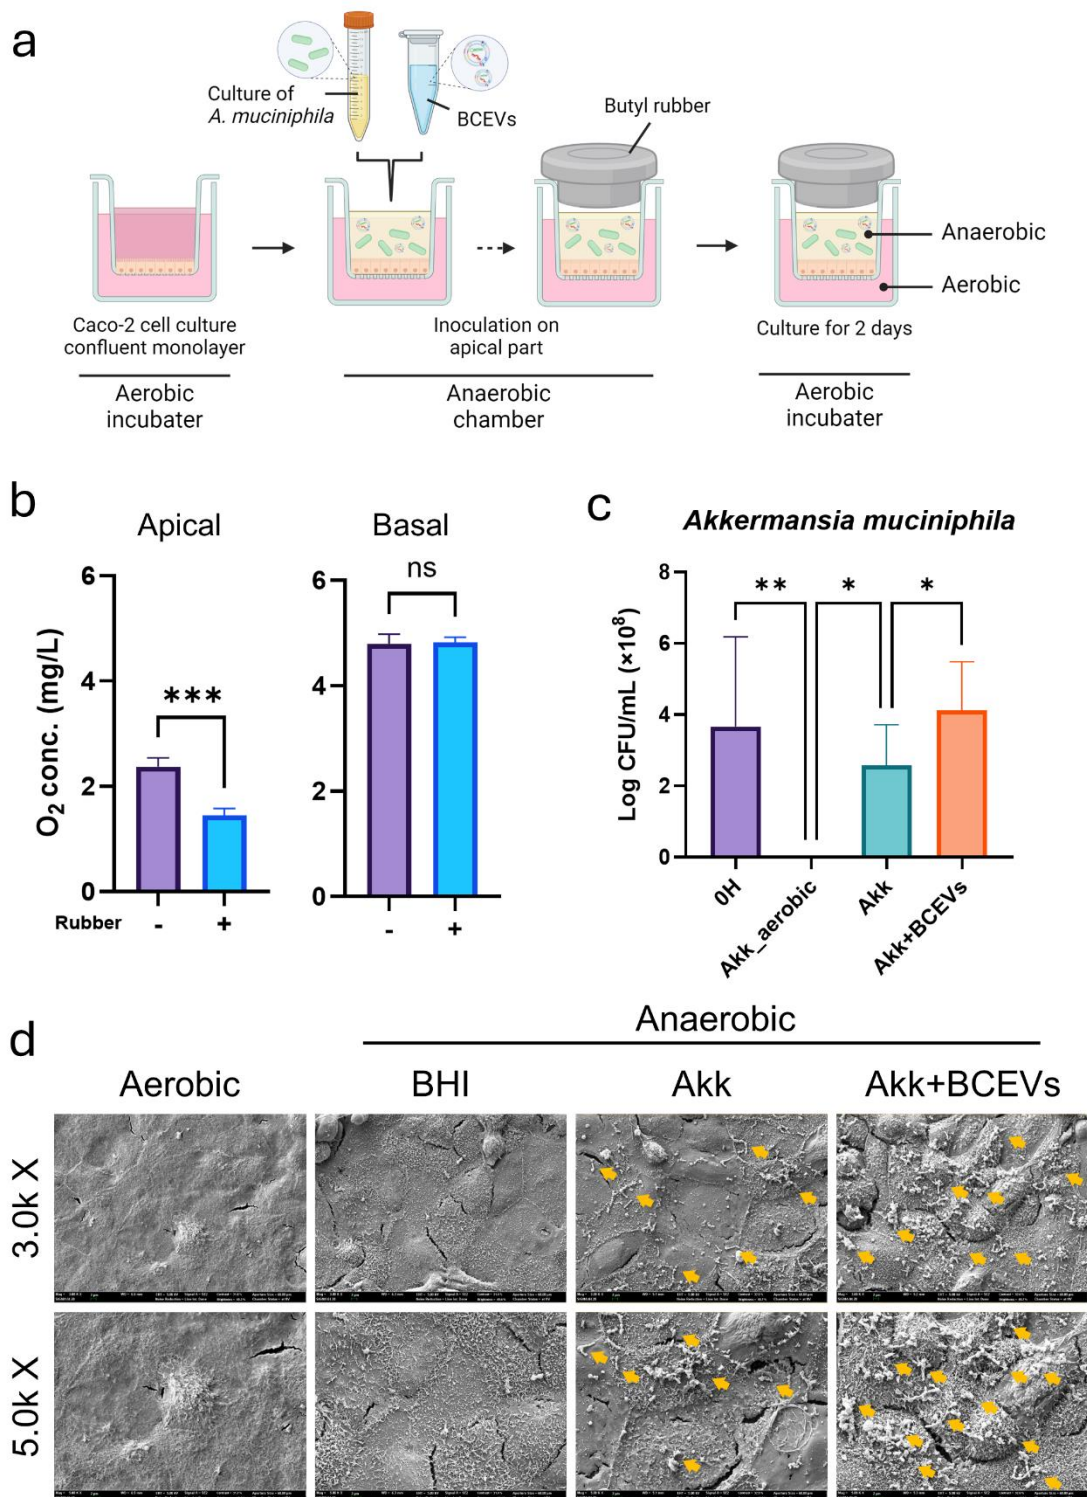 a
Culture of
A. muciniphila
BCEVs
Butyl rubber
Anaerobic
Aerobic
Caco-2 cell culture
confluent monolayer
Inoculation on
apical part
Culture for 2 days
Aerobic
incubater
Anaerobic
chamber
Aerobic
incubater
b
Apical
Basal
O2 conc. (mg/L)
6
4
2
0
***
Rubber
-
+
6
4
2
0
ns
-
+
c
Akkermansia muciniphila
Log CFU/mL (×10⁸)
8
6
4
2
0
**
*
*
0H
Akk_aerobic
Akk
Akk+BCEVs
d
Anaerobic
Aerobic
BHI
Akk
Akk+BCEVs
3.0k X
5.0k X